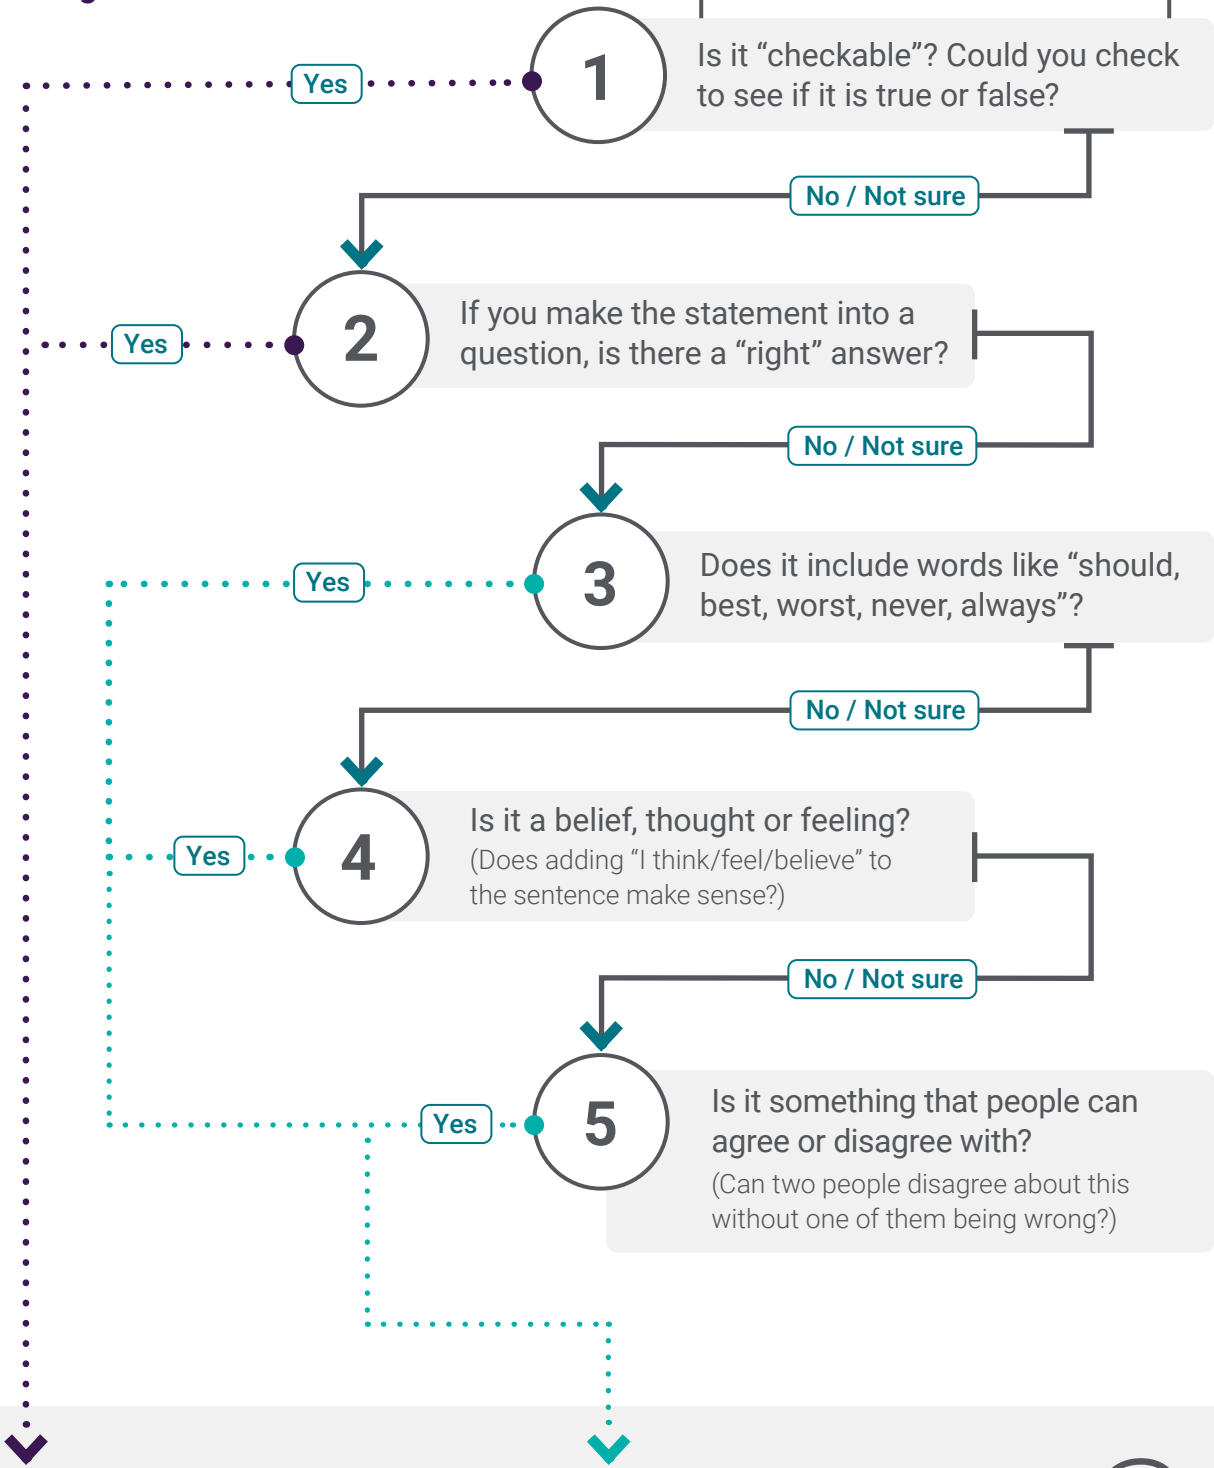 1
Is it “checkable”? Could you check
to see if it is true or false?
Yes
No / Not sure
2
If you make the statement into a
question, is there a “right” answer?
Yes
No / Not sure
3
Does it include words like “should,
best, worst, never, always”?
Yes
No / Not sure
4
Is it a belief, thought or feeling?
(Does adding “I think/feel/believe” to
the sentence make sense?)
Yes
No / Not sure
5
Is it something that people can
agree or disagree with?
(Can two people disagree about this
without one of them being wrong?)
Yes